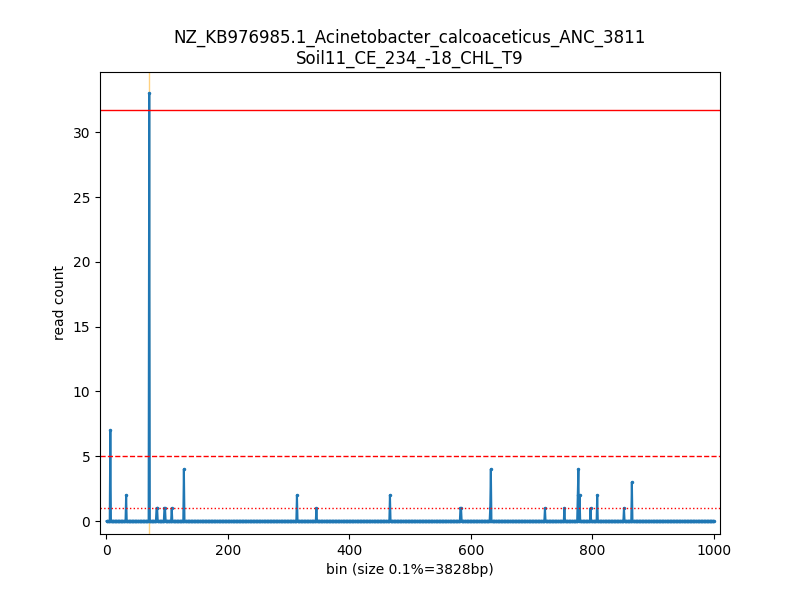 NZ_KB976985.1_Acinetobacter_calcoaceticus_ANC_3811
Soil11_CE_234_-18_CHL_T9
30
25
20
15
10
5
0
read count
0 200 400 600 800 1000
bin (size 0.1%=3828bp)